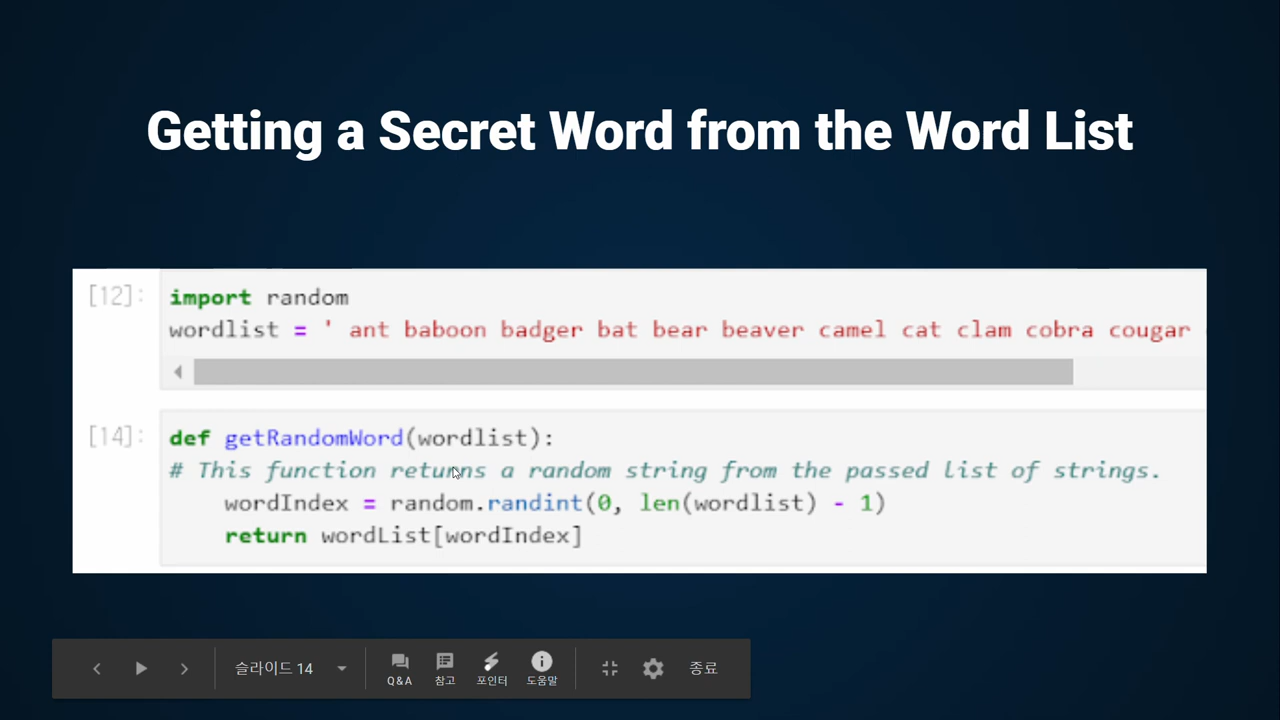 Getting a Secret Word from the Word List
[12]:
import random
wordlist = ' ant baboon badger bat bear beaver camel cat clam cobra cougar
[14]:
def getRandomWord(wordlist):
# This function returns a random string from the passed list of strings.
    wordIndex = random.randint(0, len(wordlist) - 1)
    return wordList[wordIndex]
슬라이드 14
Q&A
참고
포인터
도움말
종료